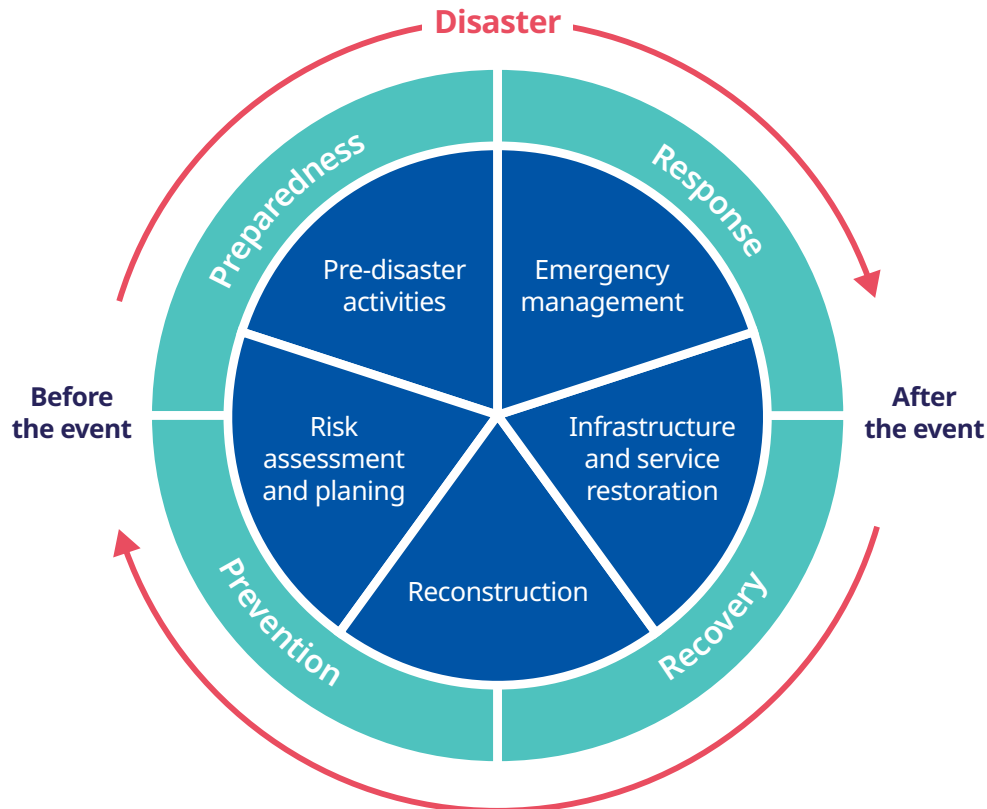 Disaster
Preparedness
Response
Pre-disaster
activities
Emergency
management
Before
the event
After
the event
Risk
assessment
and planing
Infrastructure
and service
restoration
Reconstruction
Prevention
Recovery